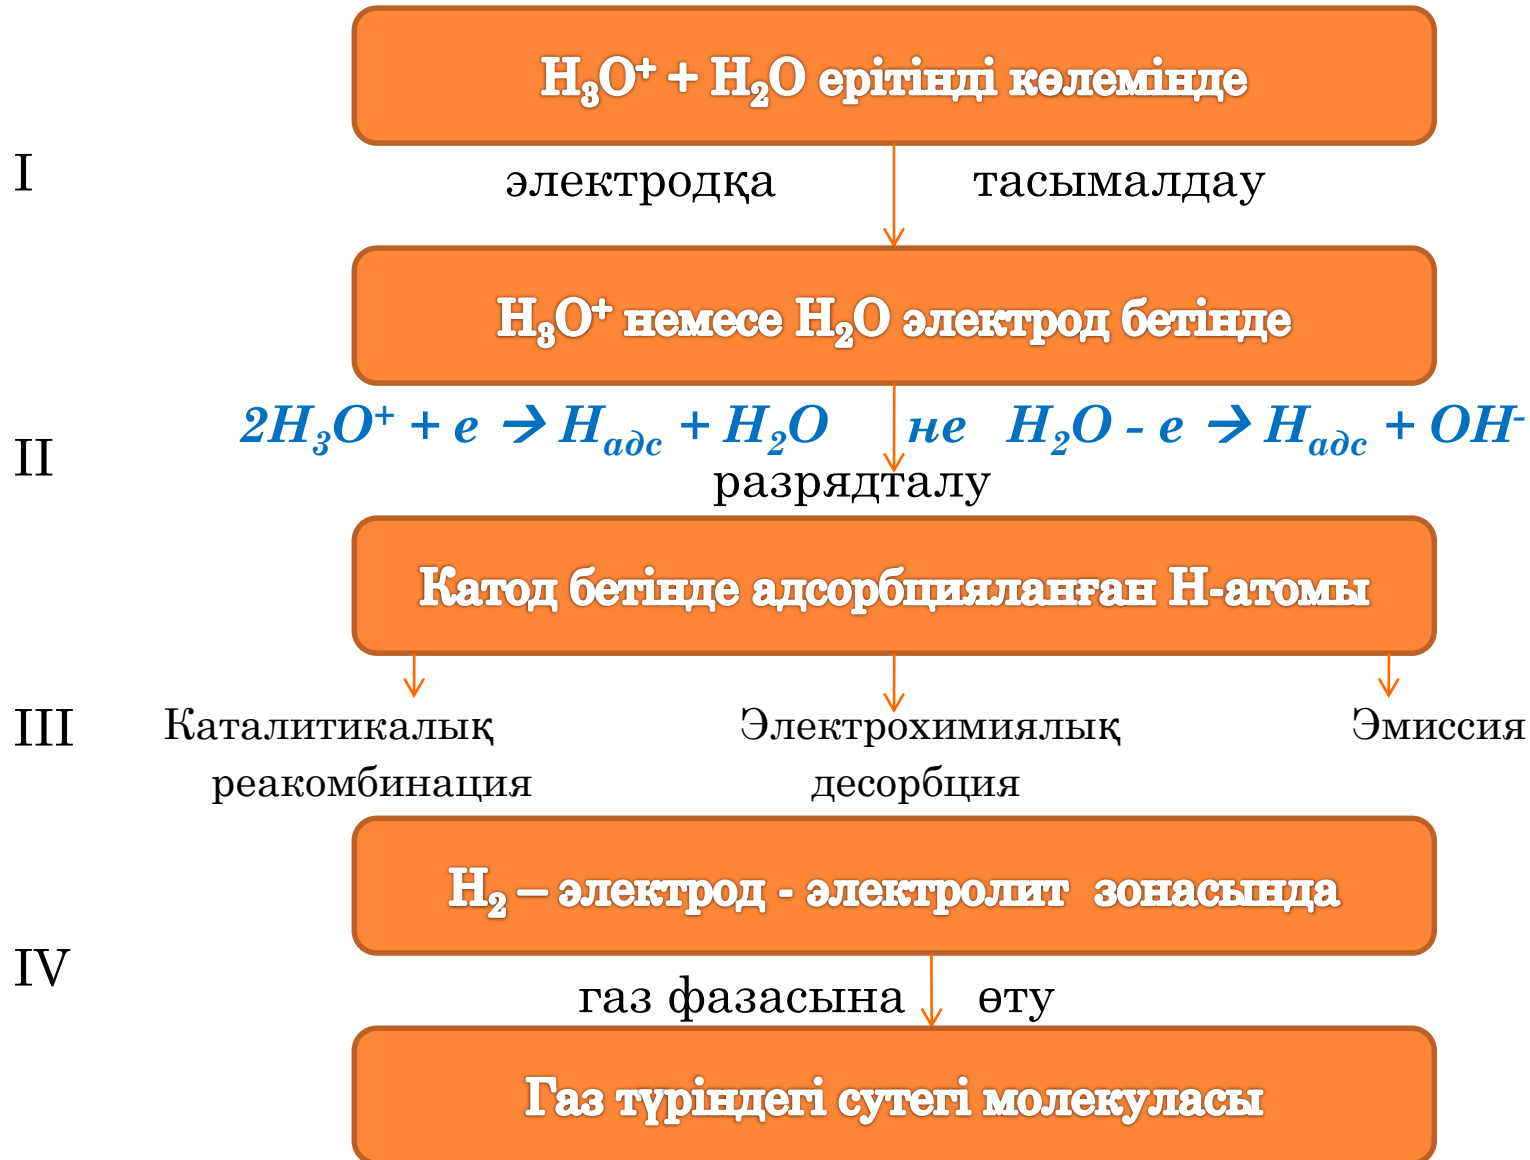 H₃O⁺ + H₂O ерітінді көлемінде
I
электродқа тасымалдау
H₃O⁺ немесе H₂O электрод бетінде
2H₃O⁺ + e → Hадс + H₂O не H₂O - e → Hадс + OH⁻
II
разрядталу
Катод бетінде адсорбцияланған Н-атомы
III
Каталитикалық Электрохимиялық Эмиссия
реакомбинация десорбция
H₂ – электрод - электролит зонасында
IV
газ фазасына өту
Газ түріндегі сутегі молекуласы